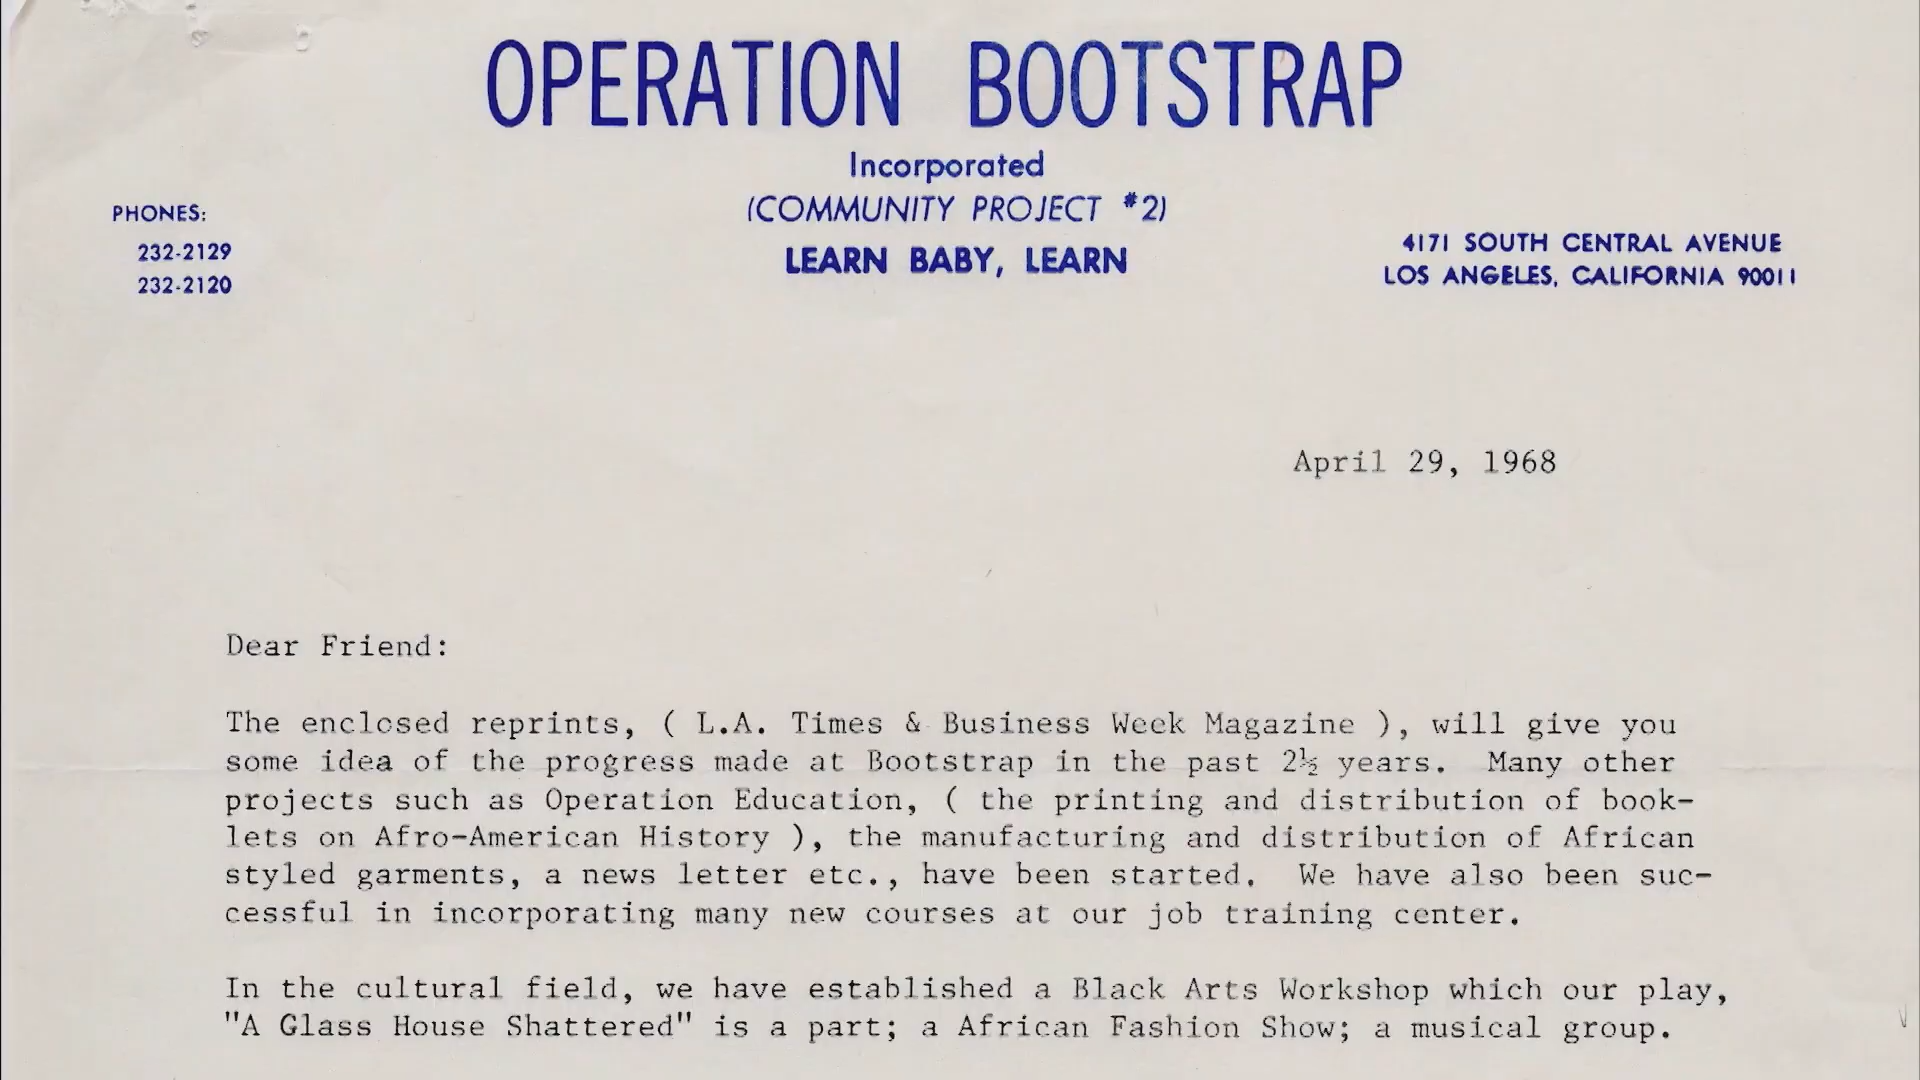 OPERATION BOOTSTRAP
Incorporated
(COMMUNITY PROJECT #2)
LEARN BABY, LEARN
PHONES:
232-2129
232-2120
4171 SOUTH CENTRAL AVENUE
LOS ANGELES, CALIFORNIA 90011
April 29, 1968
Dear Friend:
The enclosed reprints, ( L.A. Times & Business Week Magazine ), will give you
some idea of the progress made at Bootstrap in the past 2½ years. Many other
projects such as Operation Education, ( the printing and distribution of book-
lets on Afro-American History ), the manufacturing and distribution of African
styled garments, a news letter etc., have been started. We have also been suc-
cessful in incorporating many new courses at our job training center.
In the cultural field, we have established a Black Arts Workshop which our play,
"A Glass House Shattered" is a part; a African Fashion Show; a musical group.